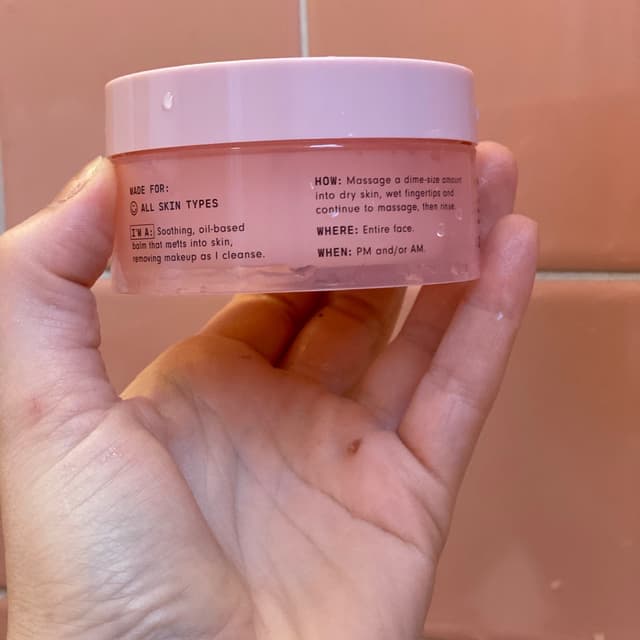 MADE FOR:
ALL SKIN TYPES
I'M A: Soothing, oil-based
balm that melts into skin,
removing makeup as I cleanse.
HOW: Massage a dime-size amount
into dry skin, wet fingertips and
continue to massage, then rinse.
WHERE: Entire face.
WHEN: PM and/or AM.